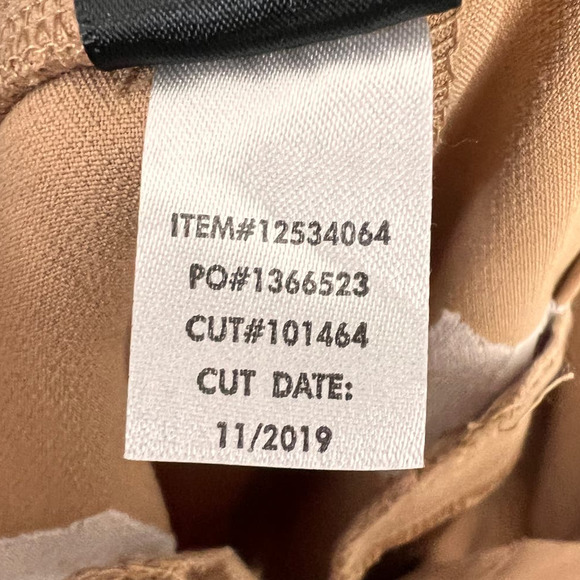 ITEM#12534064
PO#1366523
CUT#101464
CUT DATE:
11/2019